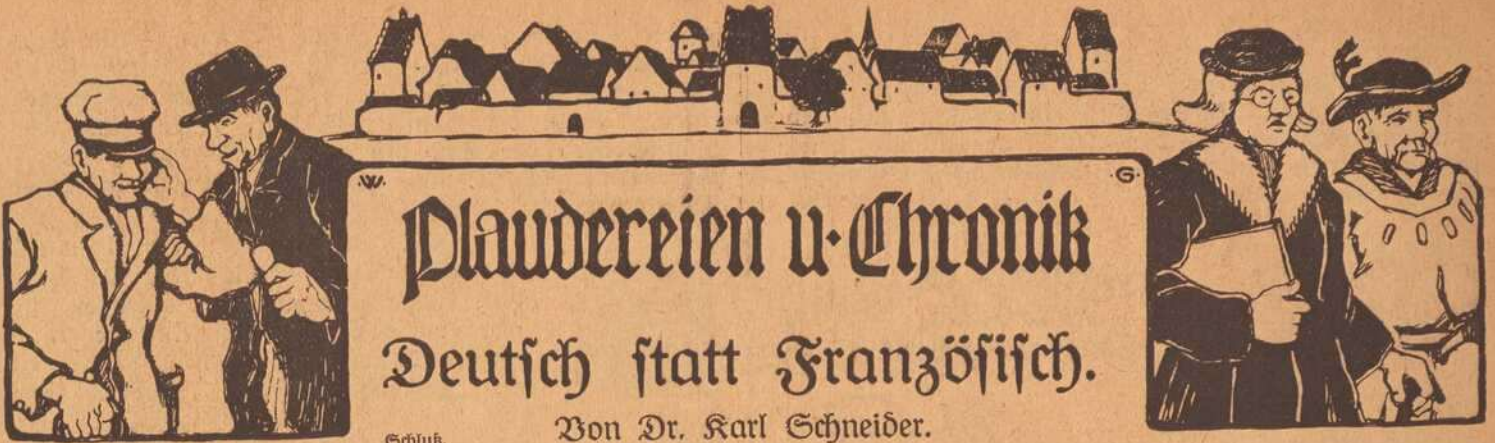 W.
G.
Plaudereien u. Chronik
Deutsch statt Französisch.
Von Dr. Karl Schneider.
Schluß